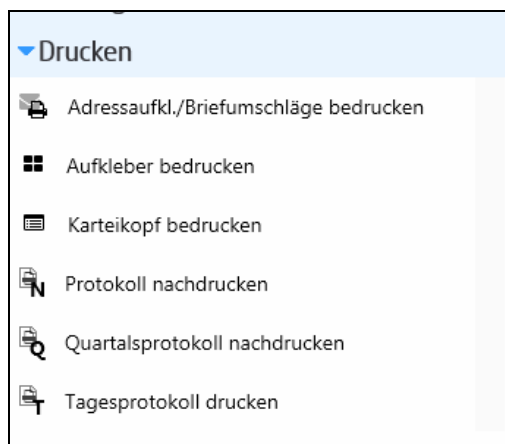 Drucken
Adressaufkl./Briefumschläge bedrucken
Aufkleber bedrucken
Karteikopf bedrucken
N Protokoll nachdrucken
Q Quartalsprotokoll nachdrucken
T Tagesprotokoll drucken